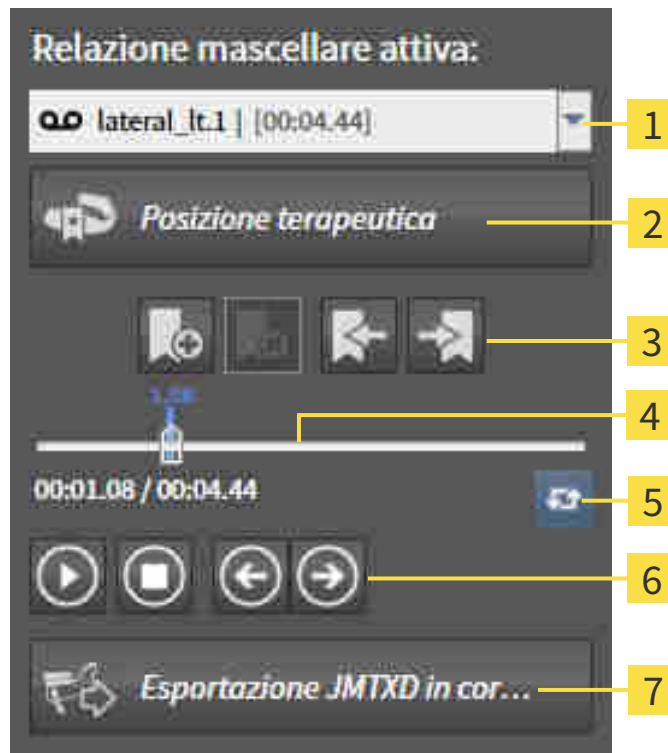 Relazione mascellare attiva:
lateral_lt.1 | [00:04.44]
1
Posizione terapeutica
2
3
4
00:01.08 / 00:04.44
5
6
Esportazione JMTXD in cor...
7